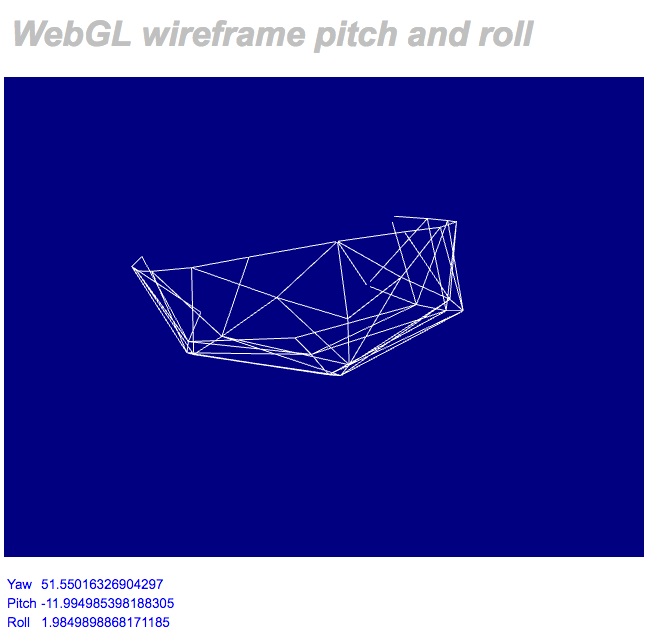 WebGL wireframe pitch and roll
Yaw 51.55016326904297
Pitch -11.994985398188305
Roll 1.9849898868171185